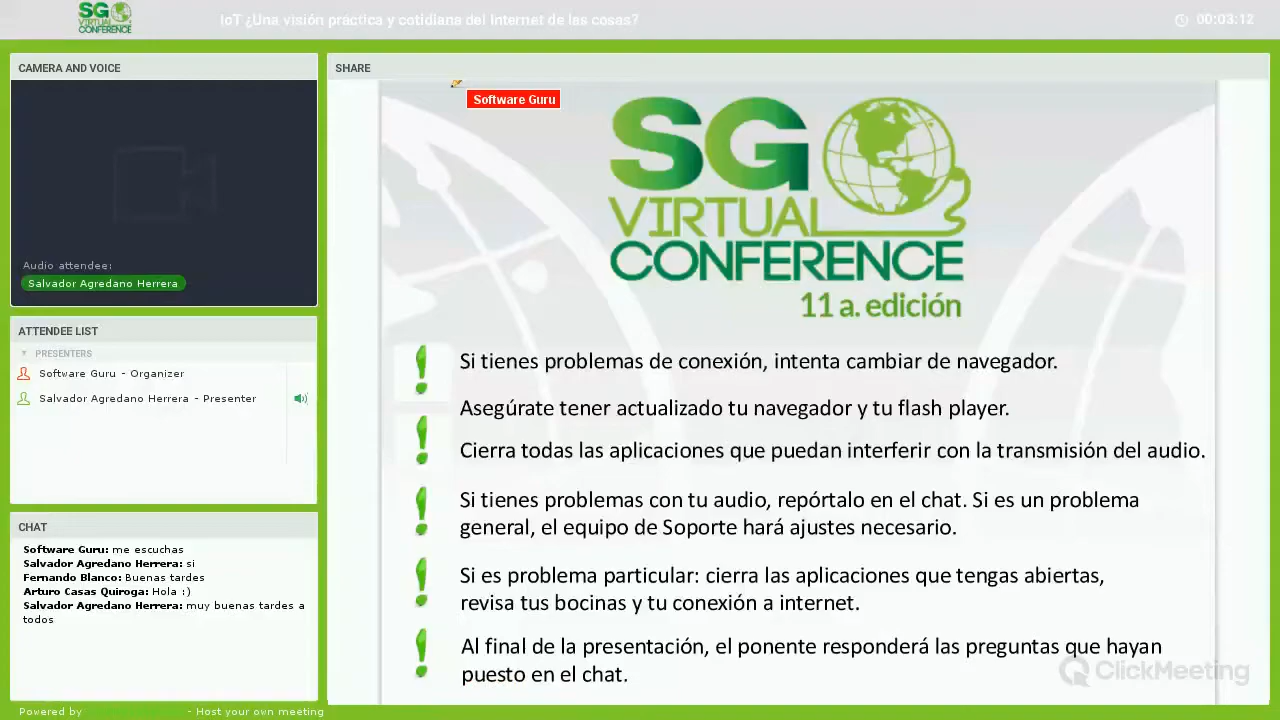 SG
VIRTUAL
CONFERENCE
IoT ¿Una visión práctica y cotidiana del Internet de las cosas?
00:03:12
CAMERA AND VOICE
Audio attendee:
Salvador Agredano Herrera
ATTENDEE LIST
PRESENTERS
Software Guru - Organizer
Salvador Agredano Herrera - Presenter
CHAT
Software Guru: me escuchas
Salvador Agredano Herrera: si
Fernando Blanco: Buenas tardes
Arturo Casas Quiroga: Hola :)
Salvador Agredano Herrera: muy buenas tardes a
todos
SHARE
Software Guru
SG
VIRTUAL
CONFERENCE
11 a. edición
Si tienes problemas de conexión, intenta cambiar de navegador.
Asegúrate tener actualizado tu navegador y tu flash player.
Cierra todas las aplicaciones que puedan interferir con la transmisión del audio.
Si tienes problemas con tu audio, repórtalo en el chat. Si es un problema
general, el equipo de Soporte hará ajustes necesario.
Si es problema particular: cierra las aplicaciones que tengas abiertas,
revisa tus bocinas y tu conexión a internet.
Al final de la presentación, el ponente responderá las preguntas que hayan
puesto en el chat.
ClickMeeting
Powered by - Host your own meeting